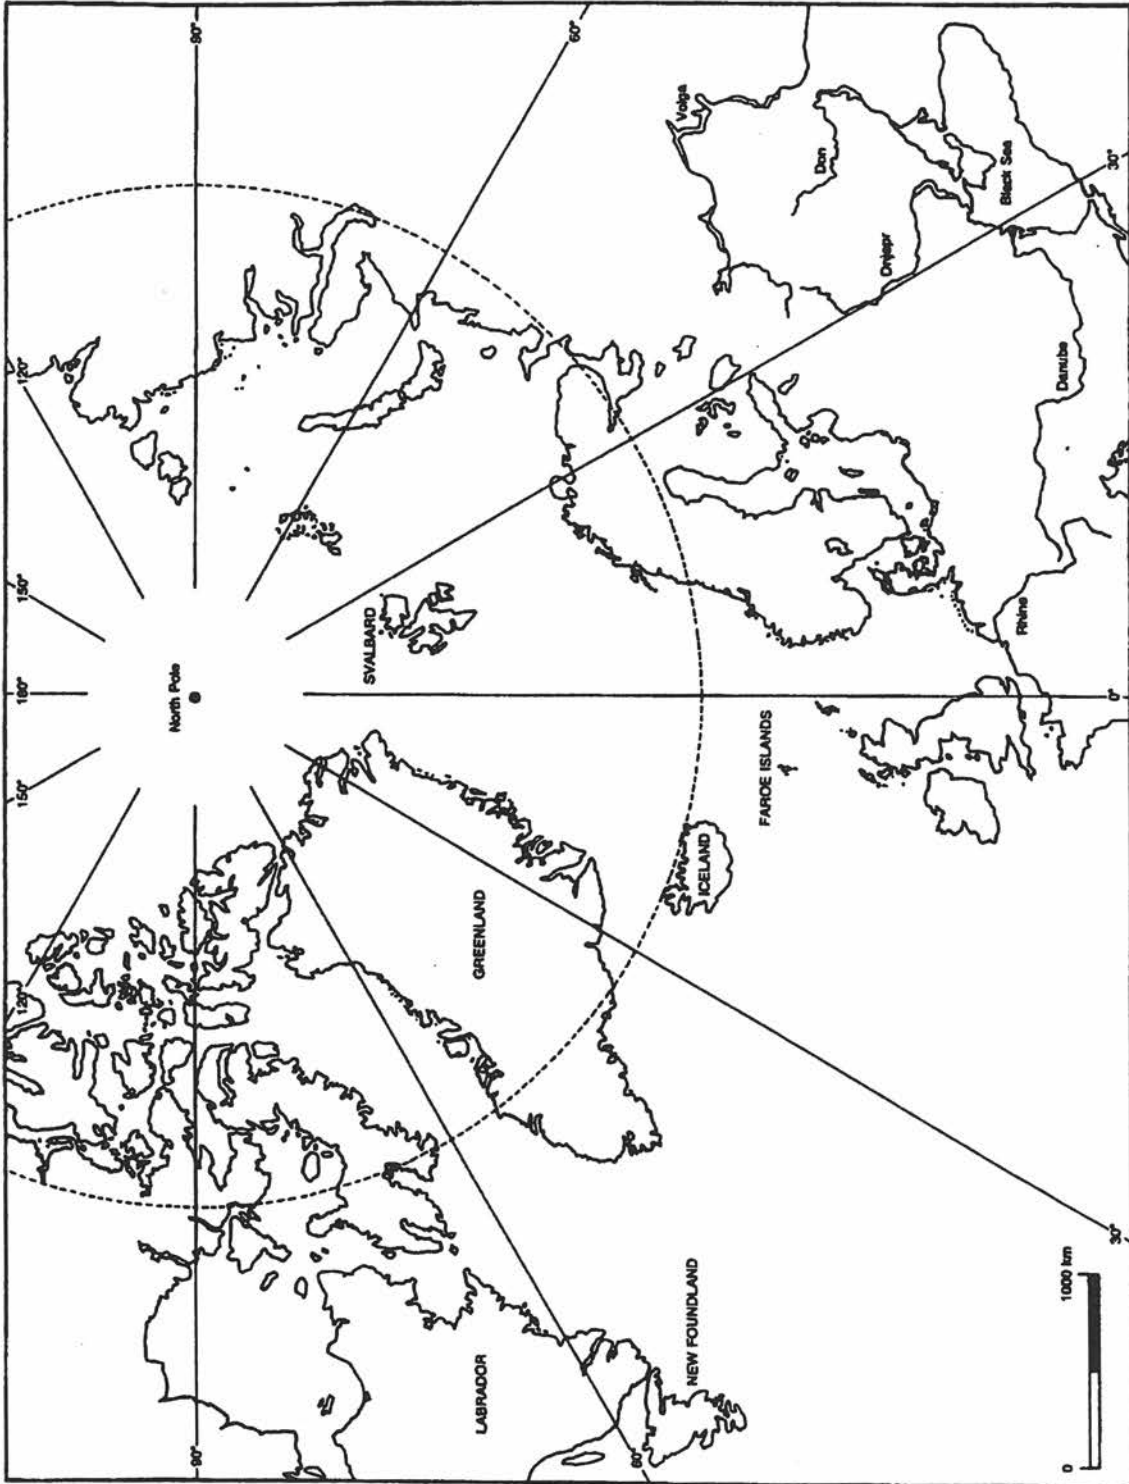 120° 150° 180° 150° 120°
North Pole
90° 90°
SVALBARD
GREENLAND
LABRADOR
60°
60°
Volga
NEW FOUNDLAND
ICELAND
FAROE ISLANDS
Don
Dnjepr
Black Sea
Rhine
Danube
0 1000 km
30° 0° 30°